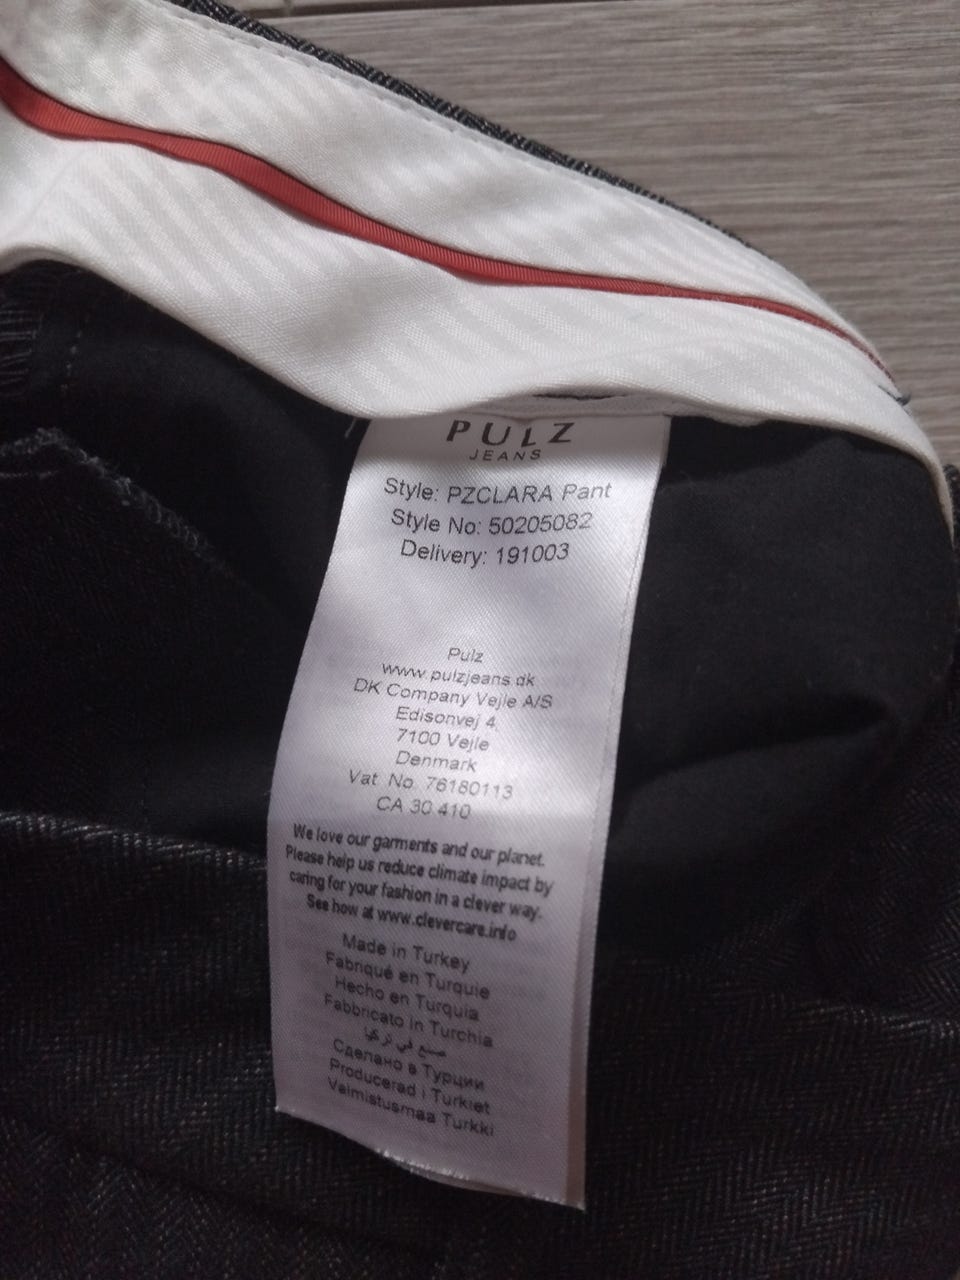 PULZ
JEANS
Style: PZCLARA Pant
Style No: 50205082
Delivery: 191003
Pulz
www.pulzjeans.dk
DK Company Vejle A/S
Edisonvej 4,
7100 Vejle
Denmark
Vat No. 76180113
CA 30 410
We love our garments and our planet.
Please help us reduce climate impact by
caring for your fashion in a clever way.
See how at www.clevercare.info
Made in Turkey
Fabriqué en Turquie
Hecho en Turquia
Fabbricato in Turchia
صنع في تركيا
Сделано в Турции
Producerad i Turkiet
Valmistusmaa Turkki